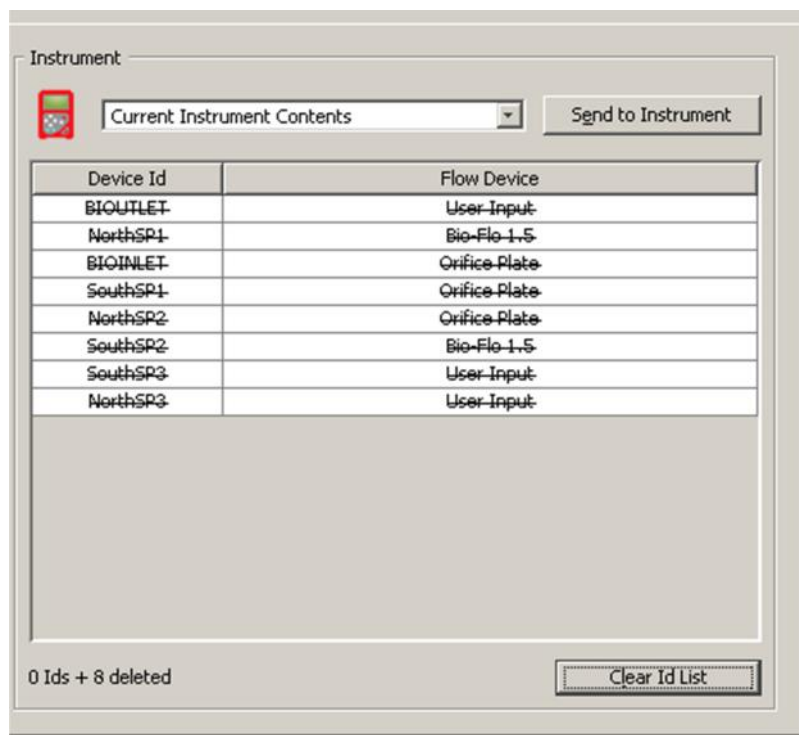 Instrument
Current Instrument Contents Send to Instrument
Device Id Flow Device
BIOUTLET User Input
NorthSP1 Bio-Flo 1.5
BIOINLET Orifice Plate
SouthSP1 Orifice Plate
NorthSP2 Orifice Plate
SouthSP2 Bio-Flo 1.5
SouthSP3 User Input
NorthSP3 User Input
0 Ids + 8 deleted Clear Id List